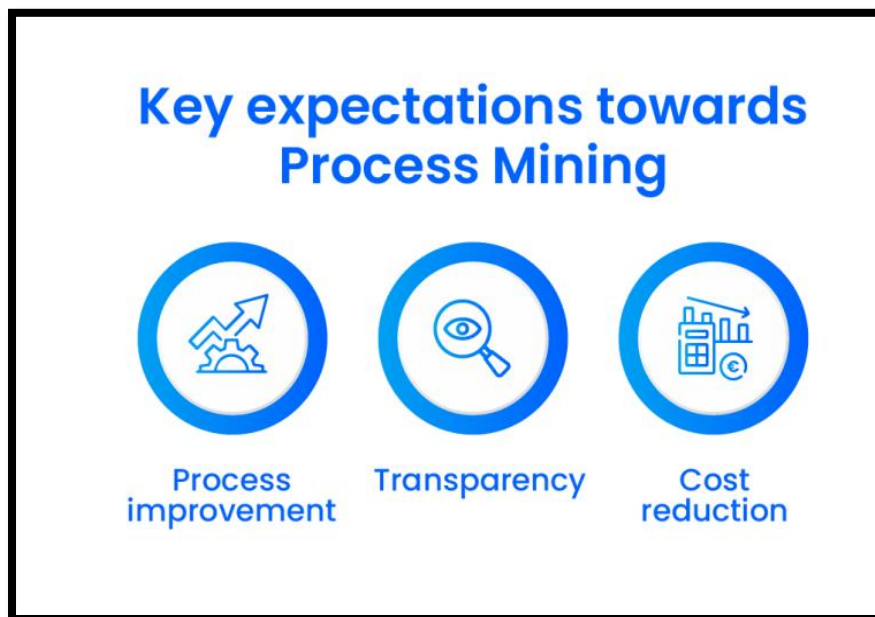 Key expectations towards
Process Mining
€
Process
improvement
Transparency
Cost
reduction